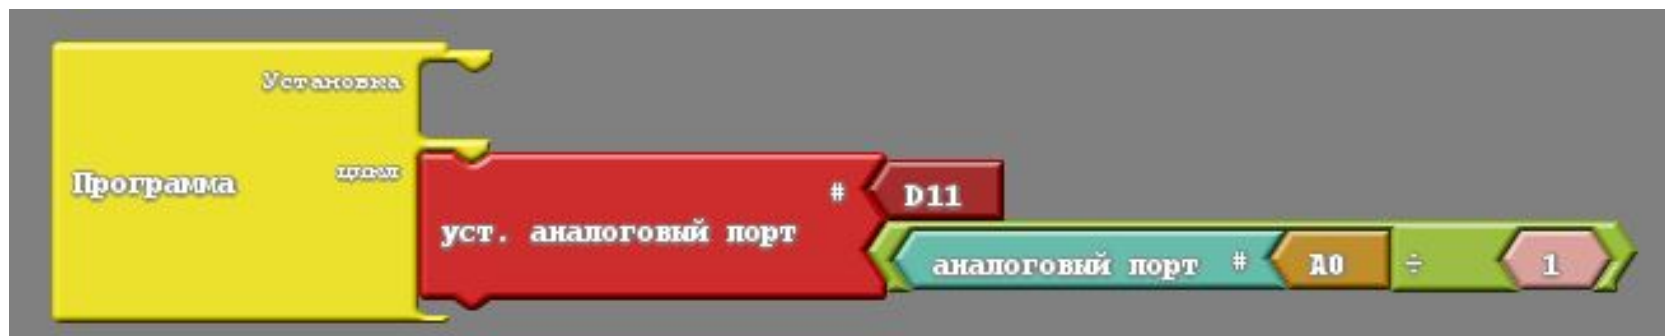 Установка
Программа цикл
# D11
уст. аналоговый порт
аналоговый порт # A0 ÷ 1